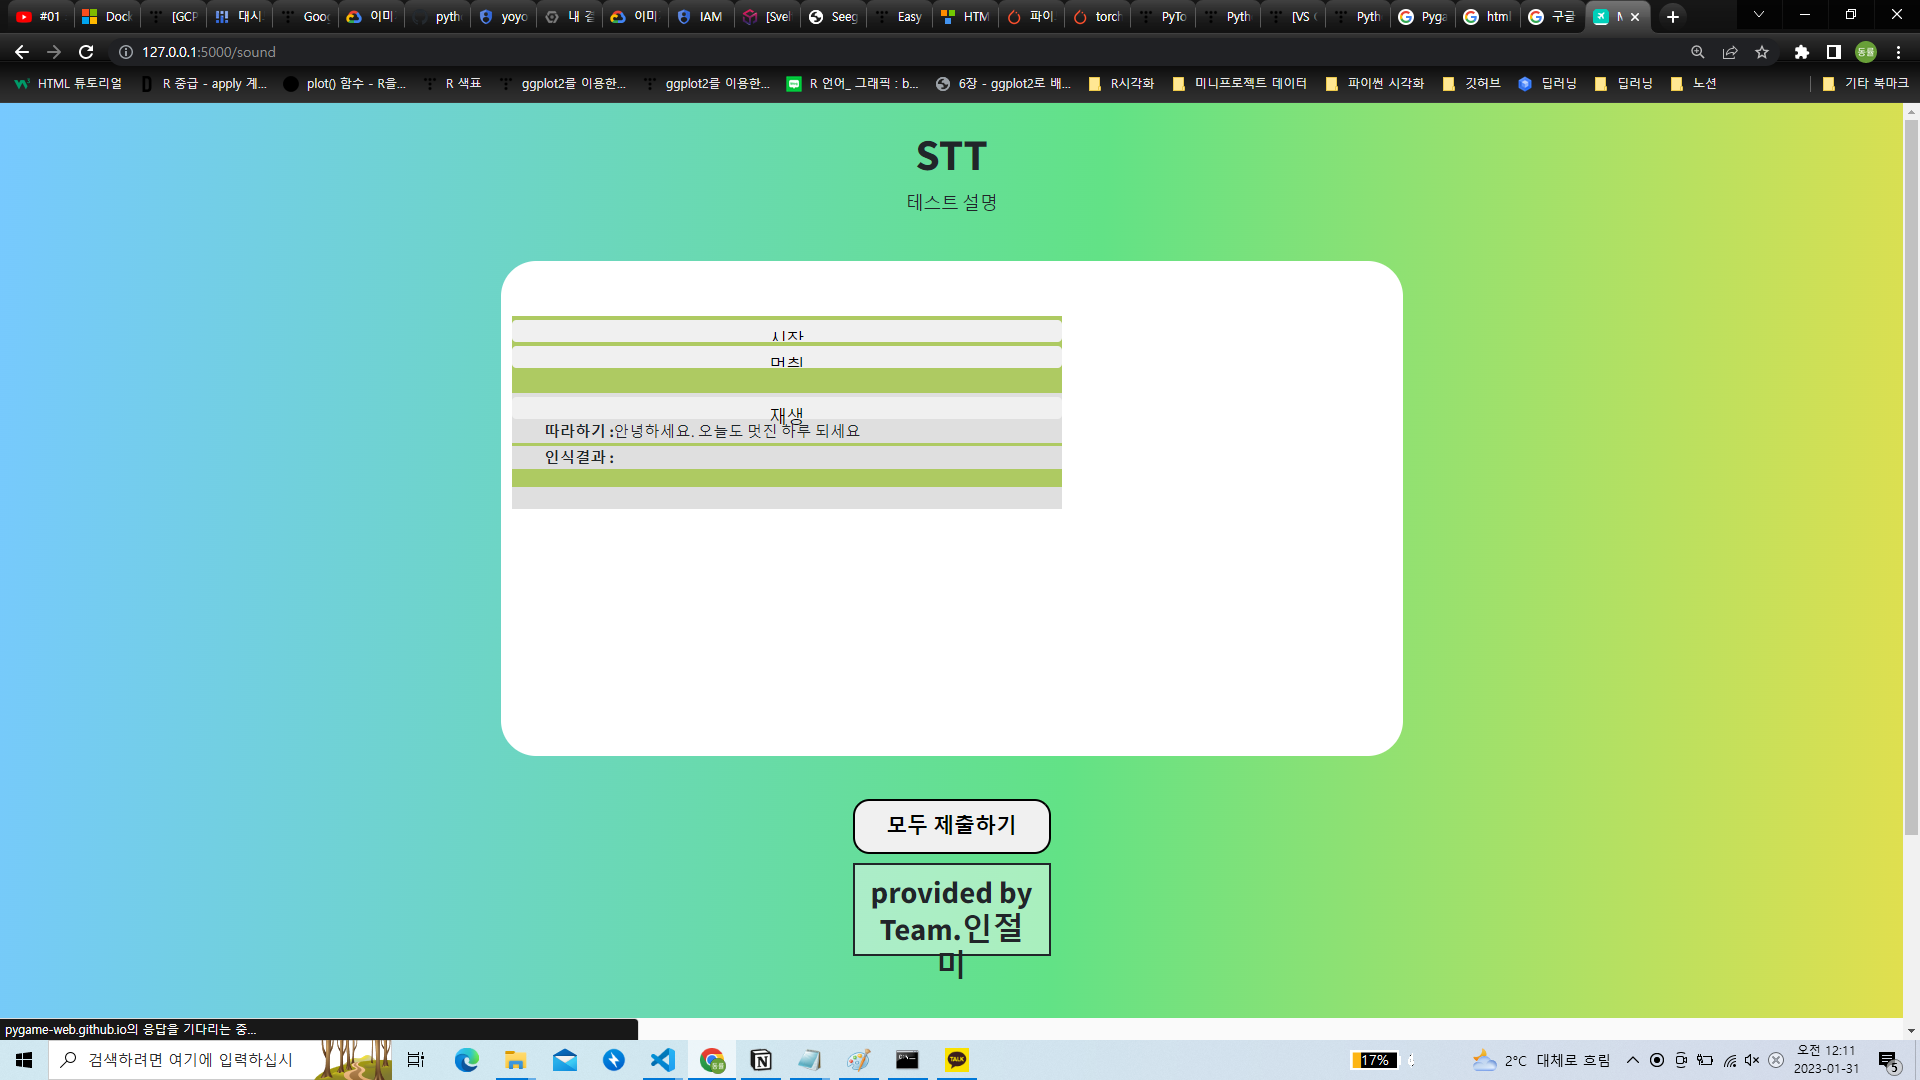 #01
Dock
[GCP
대시
Goog
이미
pyth
yoyo
내 
이미
IAM
[Svel
Seeg
Easy
HTM
파이.
torch
PyTo
Pyth
[VS
Pyth
Pyga
html
구글
127.0.0.1:5000/sound
HTML 튜토리얼
R 중급 - apply 계...
plot() 함수 - R을...
R 색표
ggplot2를 이용한...
ggplot2를 이용한...
R 언어_ 그래픽 : b...
6장 - ggplot2로 배...
R시각화
미니프로젝트 데이터
파이썬 시각화
깃허브
딥러닝
딥러닝
노션
기타 북마크
STT
테스트 설명
시작
멈춰
재생
따라하기 :안녕하세요. 오늘도 멋진 하루 되세요
인식결과 :
모두 제출하기
provided by
Team.인절
미
pygame-web.github.io의 응답을 기다리는 중...
검색하려면 여기에 입력하십시
17%
2°C 대체로 흐림
오전 12:11
2023-01-31
5